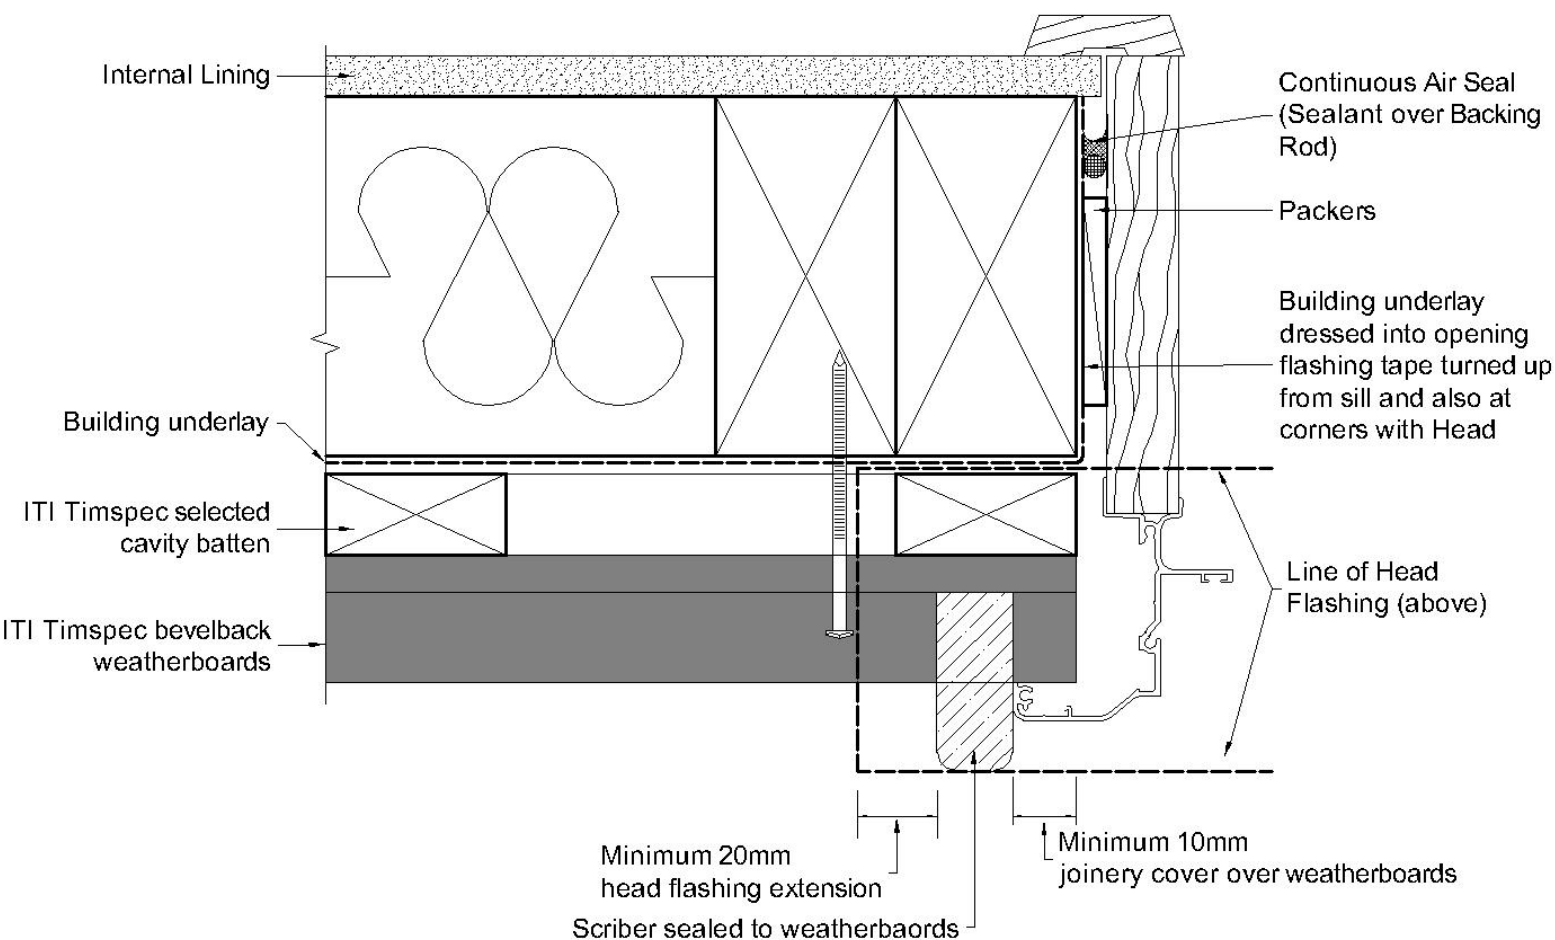 Internal Lining
Continuous Air Seal
(Sealant over Backing
Rod)
Packers
Building underlay
dressed into opening
flashing tape turned up
from sill and also at
corners with Head
Building underlay
ITI Timspec selected
cavity batten
Line of Head
Flashing (above)
ITI Timspec bevelback
weatherboards
Minimum 20mm
head flashing extension
Minimum 10mm
joinery cover over weatherboards
Scriber sealed to weatherbaords